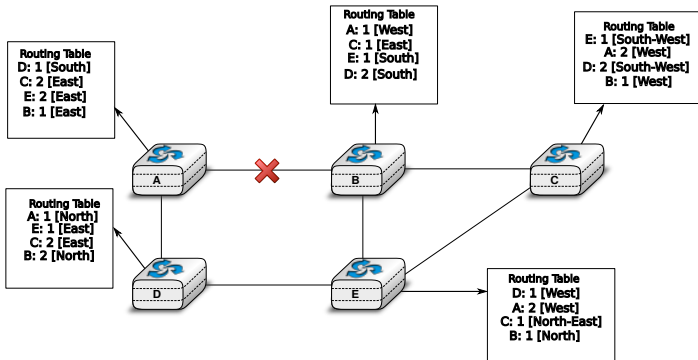 Routing Table
D: 1 [South]
C: 2 [East]
E: 2 [East]
B: 1 [East]
Routing Table
A: 1 [West]
C: 1 [East]
E: 1 [South]
D: 2 [South]
Routing Table
E: 1 [South-West]
A: 2 [West]
D: 2 [South-West]
B: 1 [West]
A
B
C
Routing Table
A: 1 [North]
E: 1 [East]
C: 2 [East]
B: 2 [North]
D
E
Routing Table
D: 1 [West]
A: 2 [West]
C: 1 [North-East]
B: 1 [North]